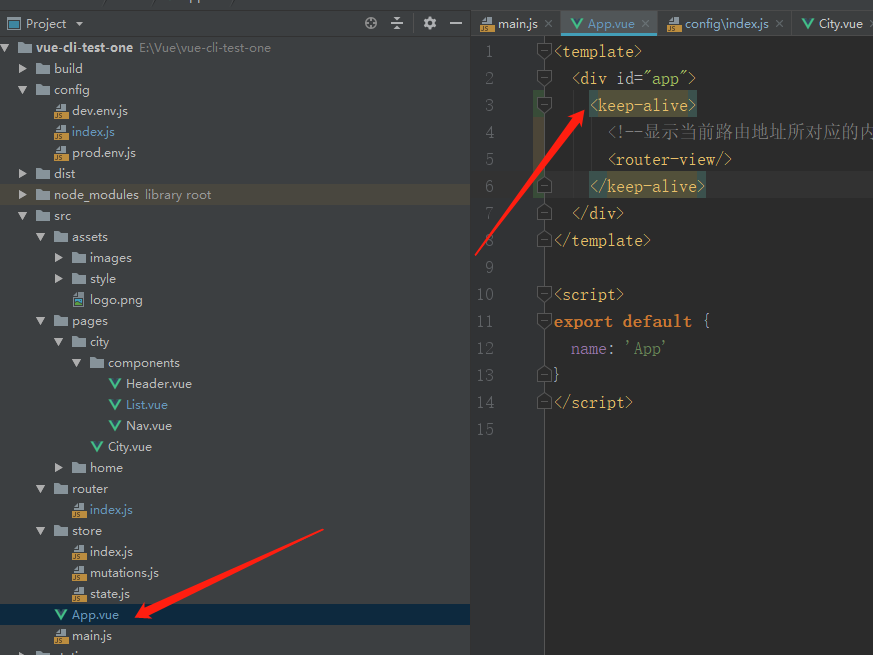 Project
vue-cli-test-one E:\Vue\vue-cli-test-one
build
config
dev.env.js
index.js
prod.env.js
dist
node_modules library root
src
assets
images
style
logo.png
pages
city
components
Header.vue
List.vue
Nav.vue
City.vue
home
router
index.js
store
index.js
mutations.js
state.js
App.vue
main.js
main.js App.vue config\index.js City.vue
1 <template>
2 <div id="app">
3 <keep-alive>
4 <!--显示当前路由地址所对应的内
5 <router-view/>
6 </keep-alive>
7 </div>
8 </template>
9
10 <script>
11 export default {
12 name: 'App'
13 }
14 </script>
15